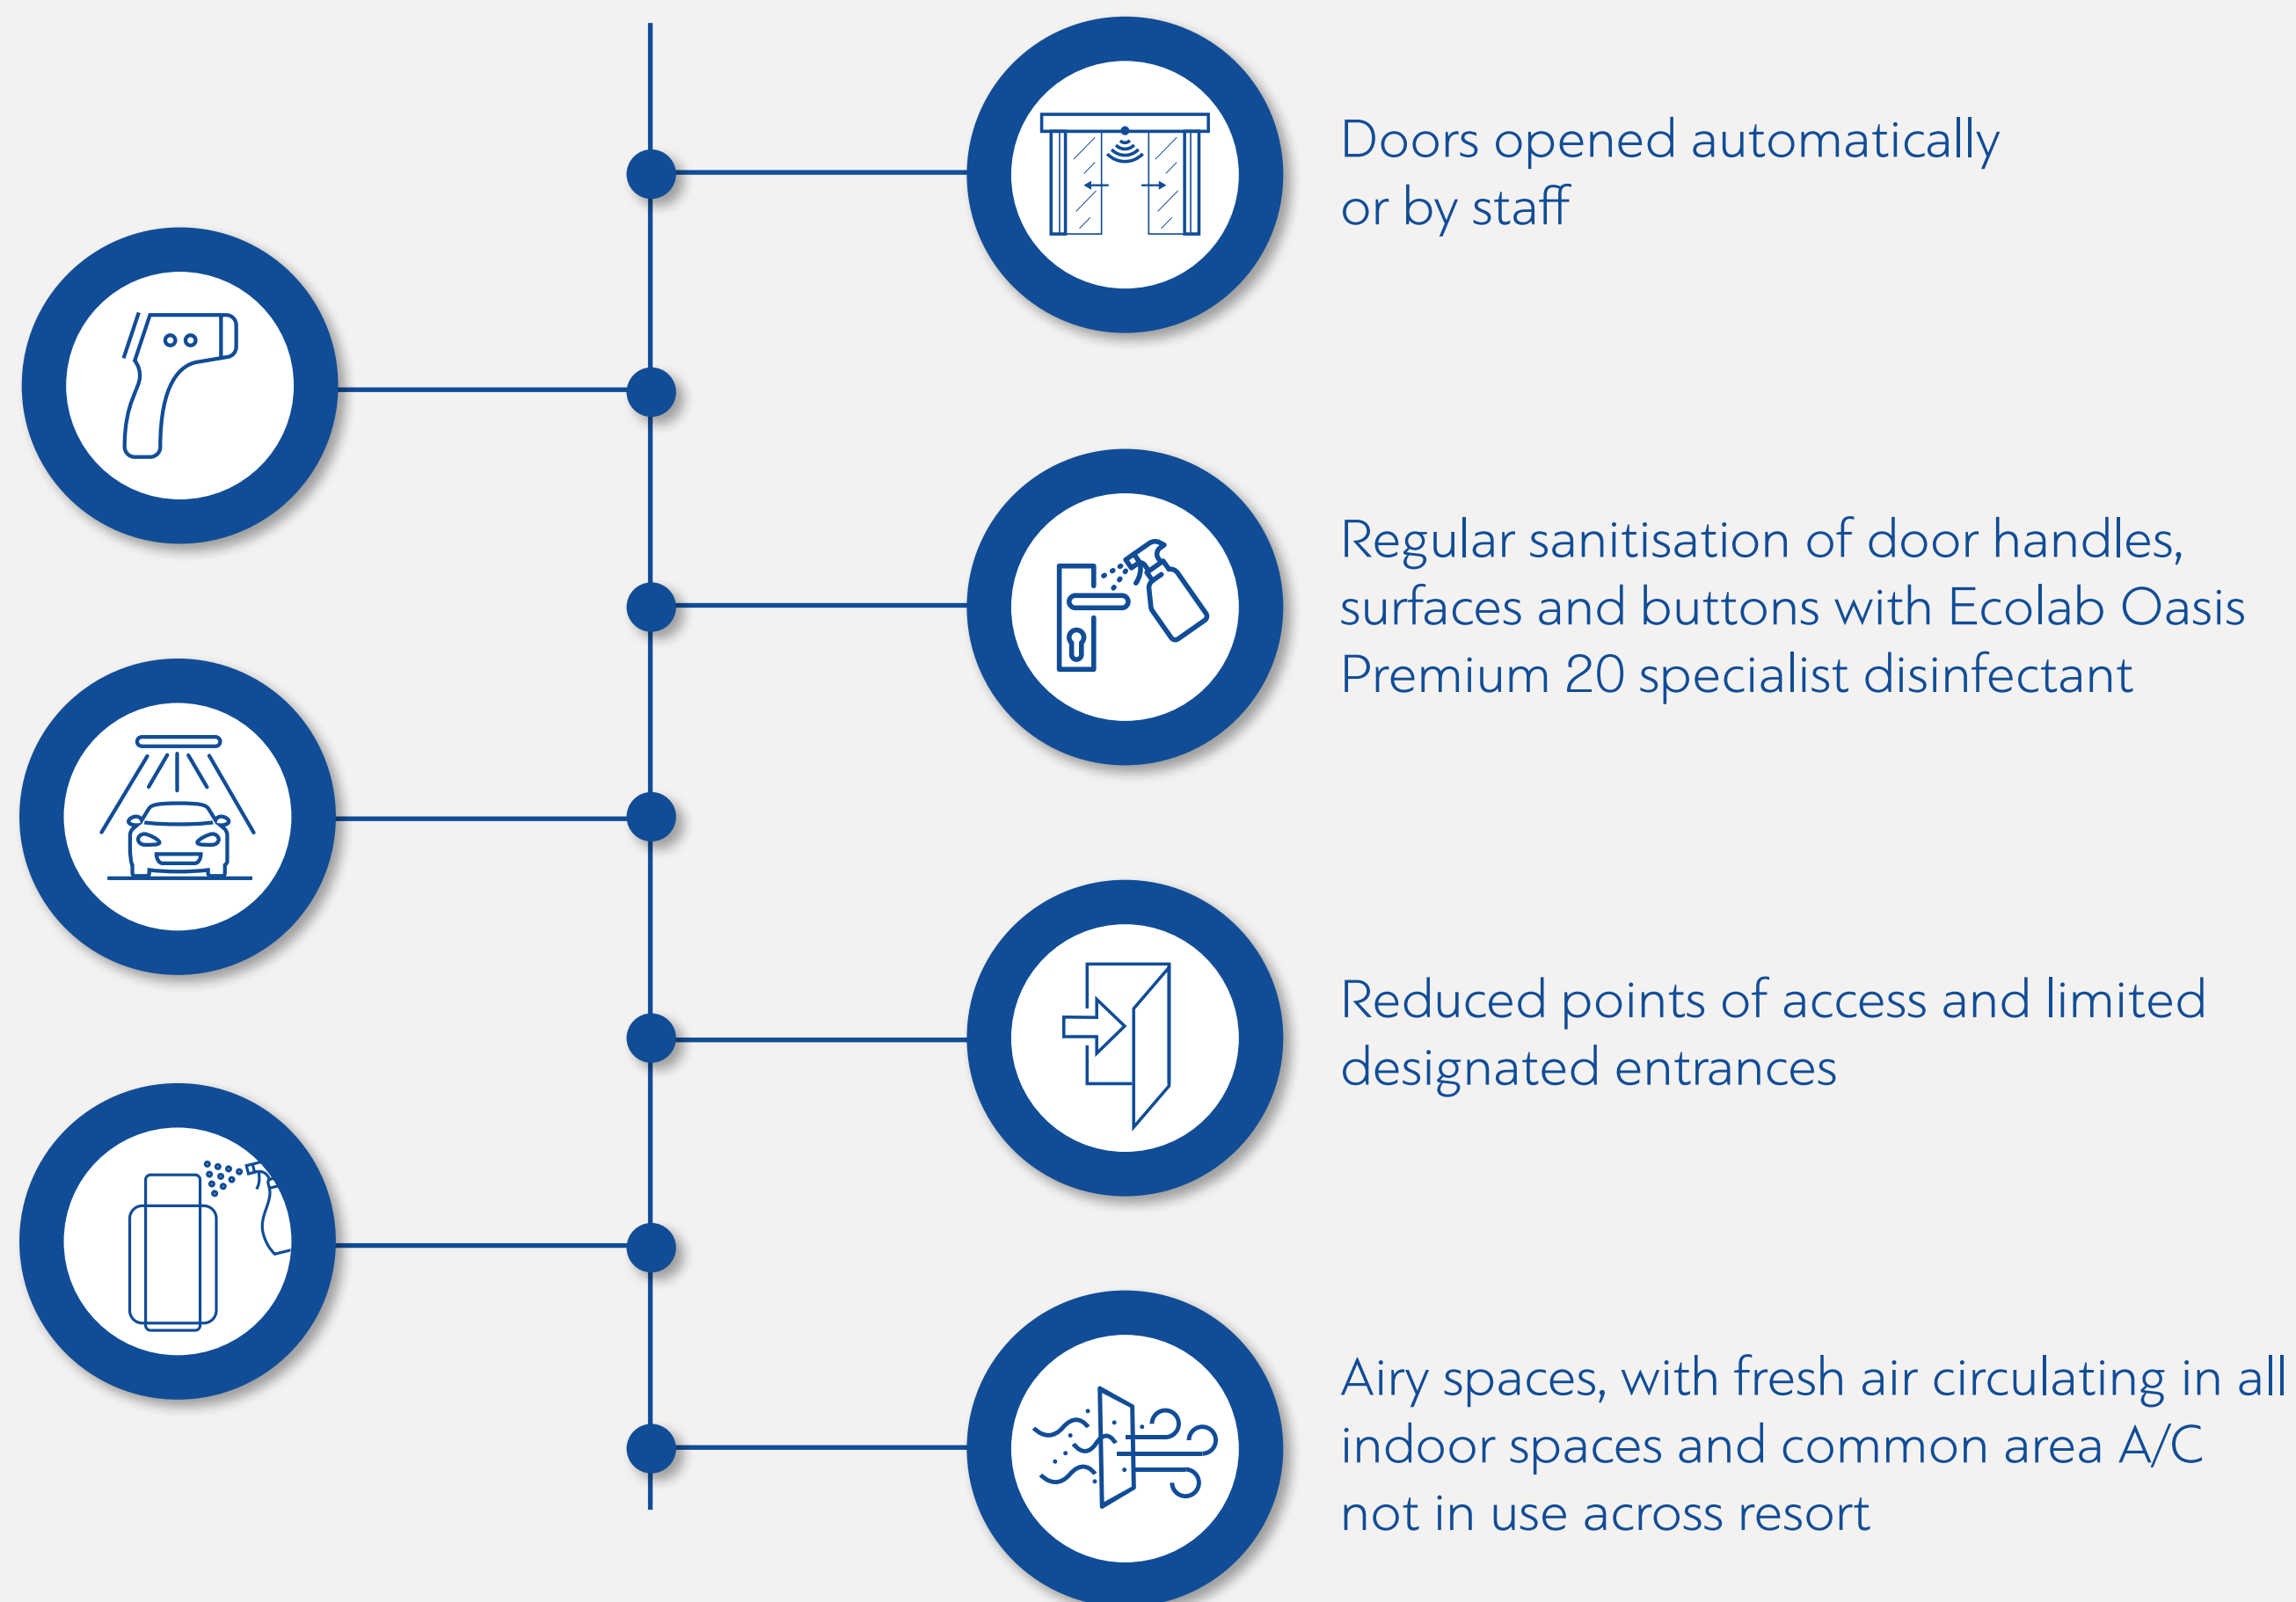 Doors opened automatically
or by staff
Regular sanitisation of door handles,
surfaces and buttons with Ecolab Oasis
Premium 20 specialist disinfectant
Reduced points of access and limited
designated entrances
Airy spaces, with fresh air circulating in all
indoor spaces and common area A/C
not in use across resort